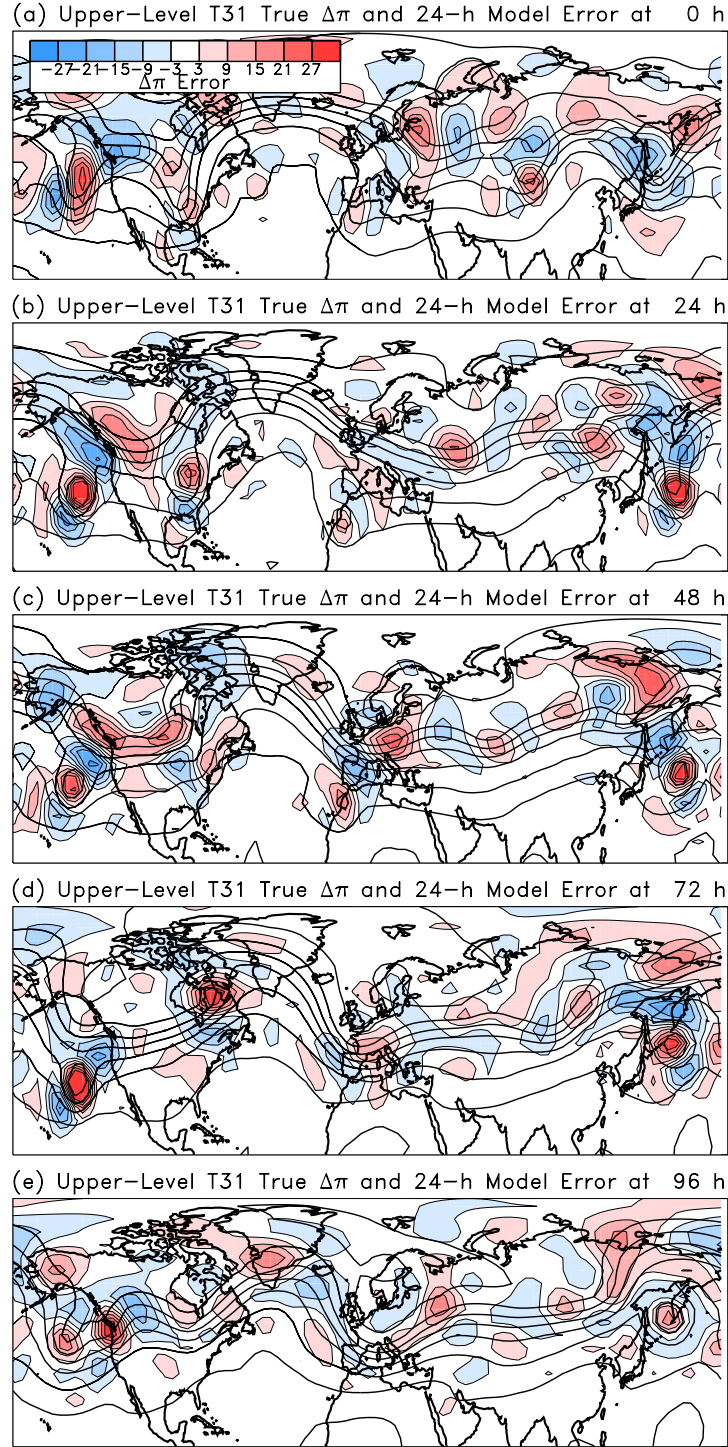 (a) Upper-Level T31 True Δπ and 24-h Model Error at 0 h
-27-21-15-9 -3 3 9 15 21 27
Δπ Error
(b) Upper-Level T31 True Δπ and 24-h Model Error at 24 h
(c) Upper-Level T31 True Δπ and 24-h Model Error at 48 h
(d) Upper-Level T31 True Δπ and 24-h Model Error at 72 h
(e) Upper-Level T31 True Δπ and 24-h Model Error at 96 h